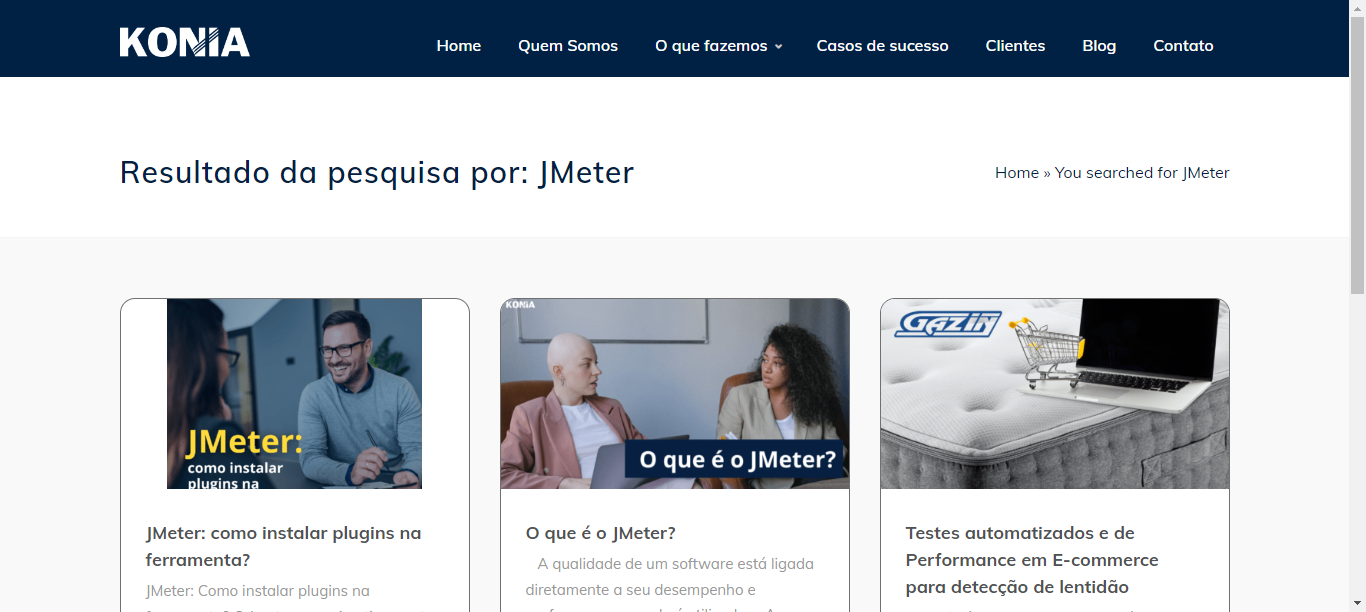 KONIA
Home
Quem Somos
O que fazemos
Casos de sucesso
Clientes
Blog
Contato
Resultado da pesquisa por: JMeter
Home » You searched for JMeter
JMeter:
como instalar
plugins na
JMeter: como instalar plugins na
ferramenta?
JMeter: Como instalar plugins na
KONIA
O que é o JMeter?
O que é o JMeter?
A qualidade de um software está ligada
diretamente a seu desempenho e
GAZIN
Testes automatizados e de
Performance em E-commerce
para detecção de lentidão